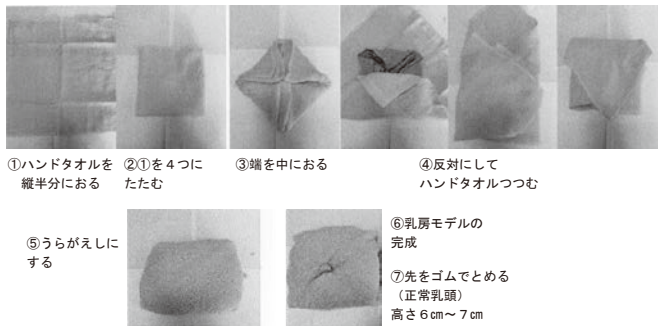 ①ハンドタオルを
縦半分におる
②①を４つに
たたむ
③端を中におる
④反対にして
ハンドタオルつつむ
⑤うらがえしに
する
⑥乳房モデルの
完成
⑦先をゴムでとめる
（正常乳頭）
高さ６㎝～７㎝